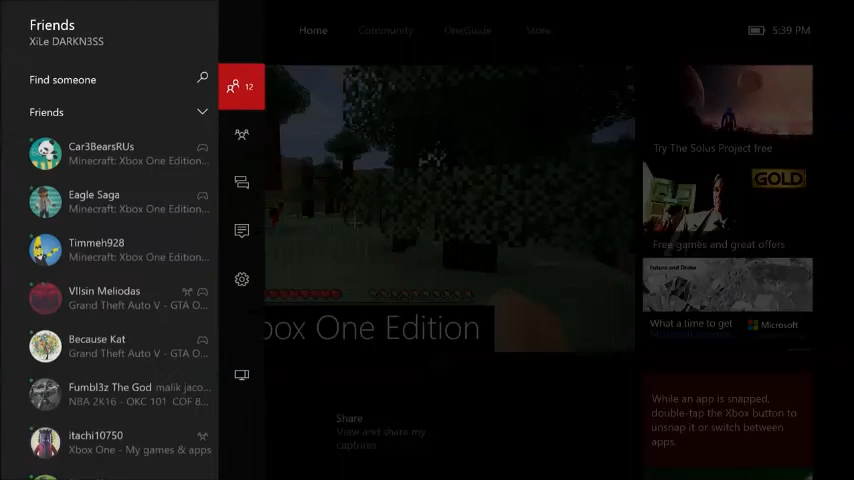 Friends
XiLe DARKN3SS
Find someone
Friends
Car3BearsRUs
Minecraft: Xbox One Edition...
Eagle Saga
Minecraft: Xbox One Edition...
Timmeh928
Minecraft: Xbox One Edition...
VIIsin Meliodas
Grand Theft Auto V - GTA O...
Because Kat
Grand Theft Auto V - GTA O...
Fumbl3z The God malik jaco...
NBA 2K16 - OKC 101 COF 8...
itachi10750
Xbox One - My games & apps
12
Home
Community
OneGuide
Store
5:39 PM
box One Edition
Share
View and share my
captures
Try The Solus Project free
GOLD
Free games and great offers
Future and Drake
What a time to get
Microsoft
While an app is snapped,
double-tap the Xbox button to
unsnap it or switch between
apps.